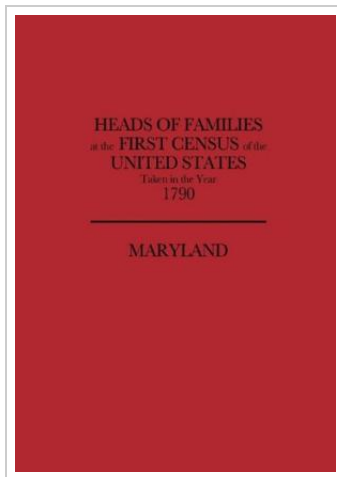 HEADS OF FAMILIES
at the FIRST CENSUS of the
UNITED STATES
Taken in the Year
1790
MARYLAND